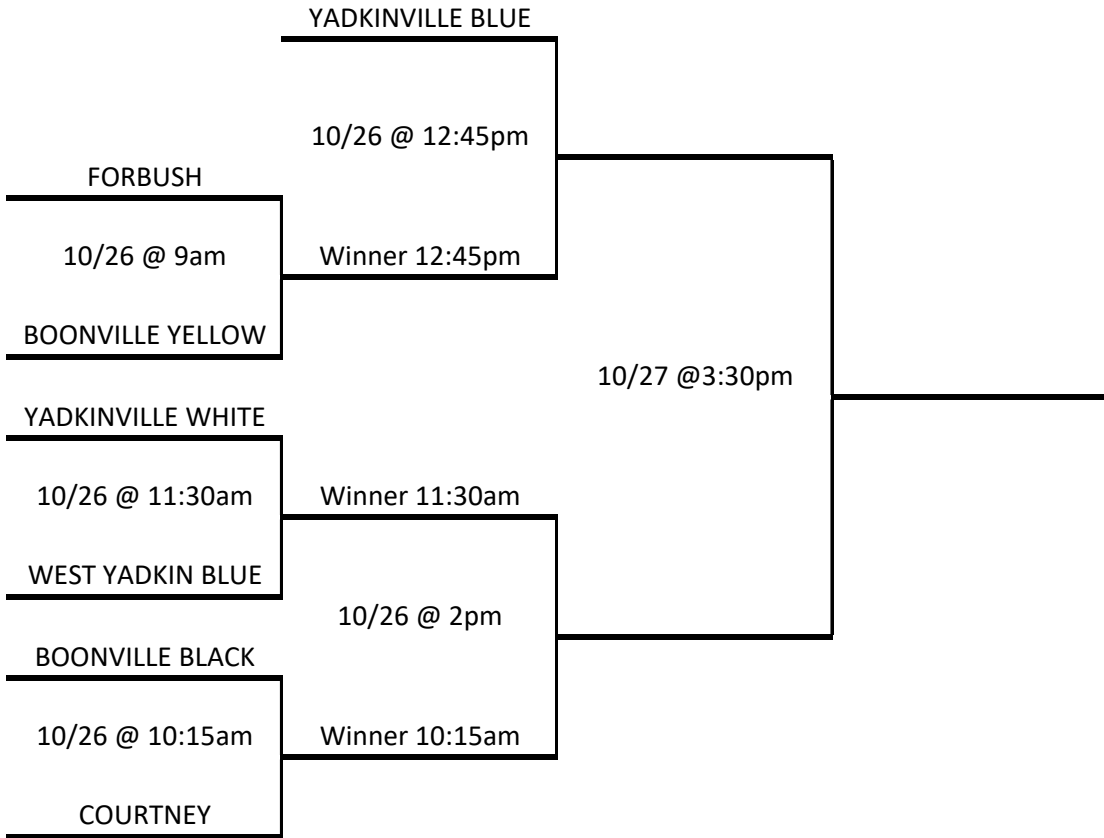 YADKINVILLE BLUE
10/26 @ 12:45pm
FORBUSH
10/26 @ 9am
Winner 12:45pm
BOONVILLE YELLOW
10/27 @3:30pm
YADKINVILLE WHITE
10/26 @ 11:30am
Winner 11:30am
WEST YADKIN BLUE
10/26 @ 2pm
BOONVILLE BLACK
10/26 @ 10:15am
Winner 10:15am
COURTNEY